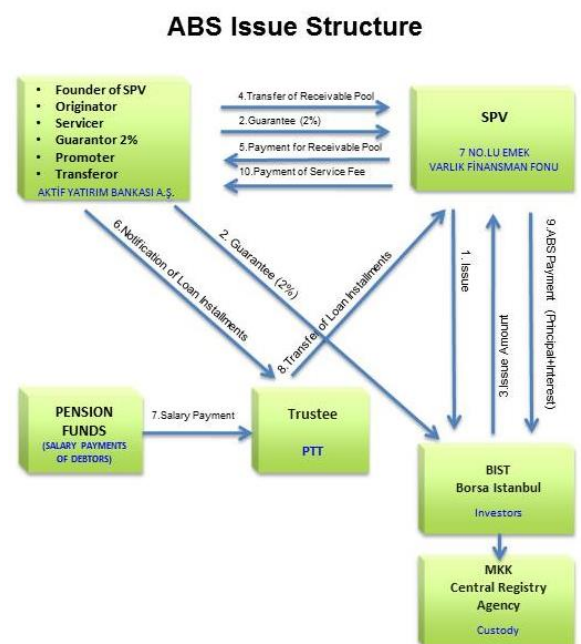 ABS Issue Structure
• Founder of SPV
• Originator
• Servicer
• Guarantor 2%
• Promoter
• Transferor
AKTİF YATIRIM BANKASI A.Ş.
4.Transfer of Receivable Pool
2.Guarantee (2%)
5.Payment for Receivable Pool
10.Payment of Service Fee
SPV
7 NO.LU EMEK
VARLIK FİNANSMAN FONU
6.Notification of Loan Installments
2. Guarantee (2%)
8.Transfer of Loan Installments
1. Issue
3.Issue Amount
9.ABS Payment (Principal+Interest)
PENSION
FUNDS
(SALARY PAYMENTS
OF DEBTORS)
7.Salary Payment
Trustee
PTT
BIST
Borsa Istanbul
Investors
MKK
Central Registry
Agency
Custody